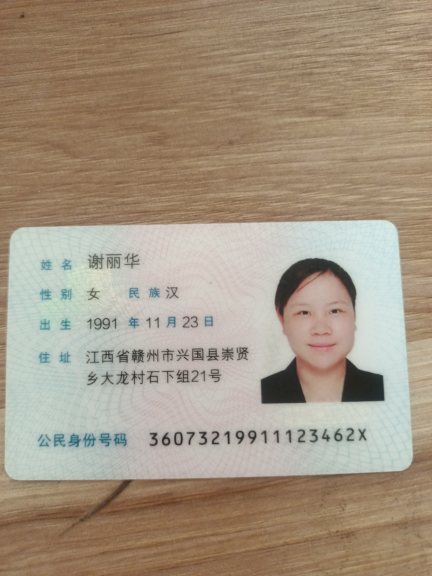 姓名 谢丽华
性别 女 民族 汉
出生 1991 年 11 月 23 日
住址 江西省赣州市兴国县崇贤
乡大龙村石下组21号
公民身份号码 36073219911123462X